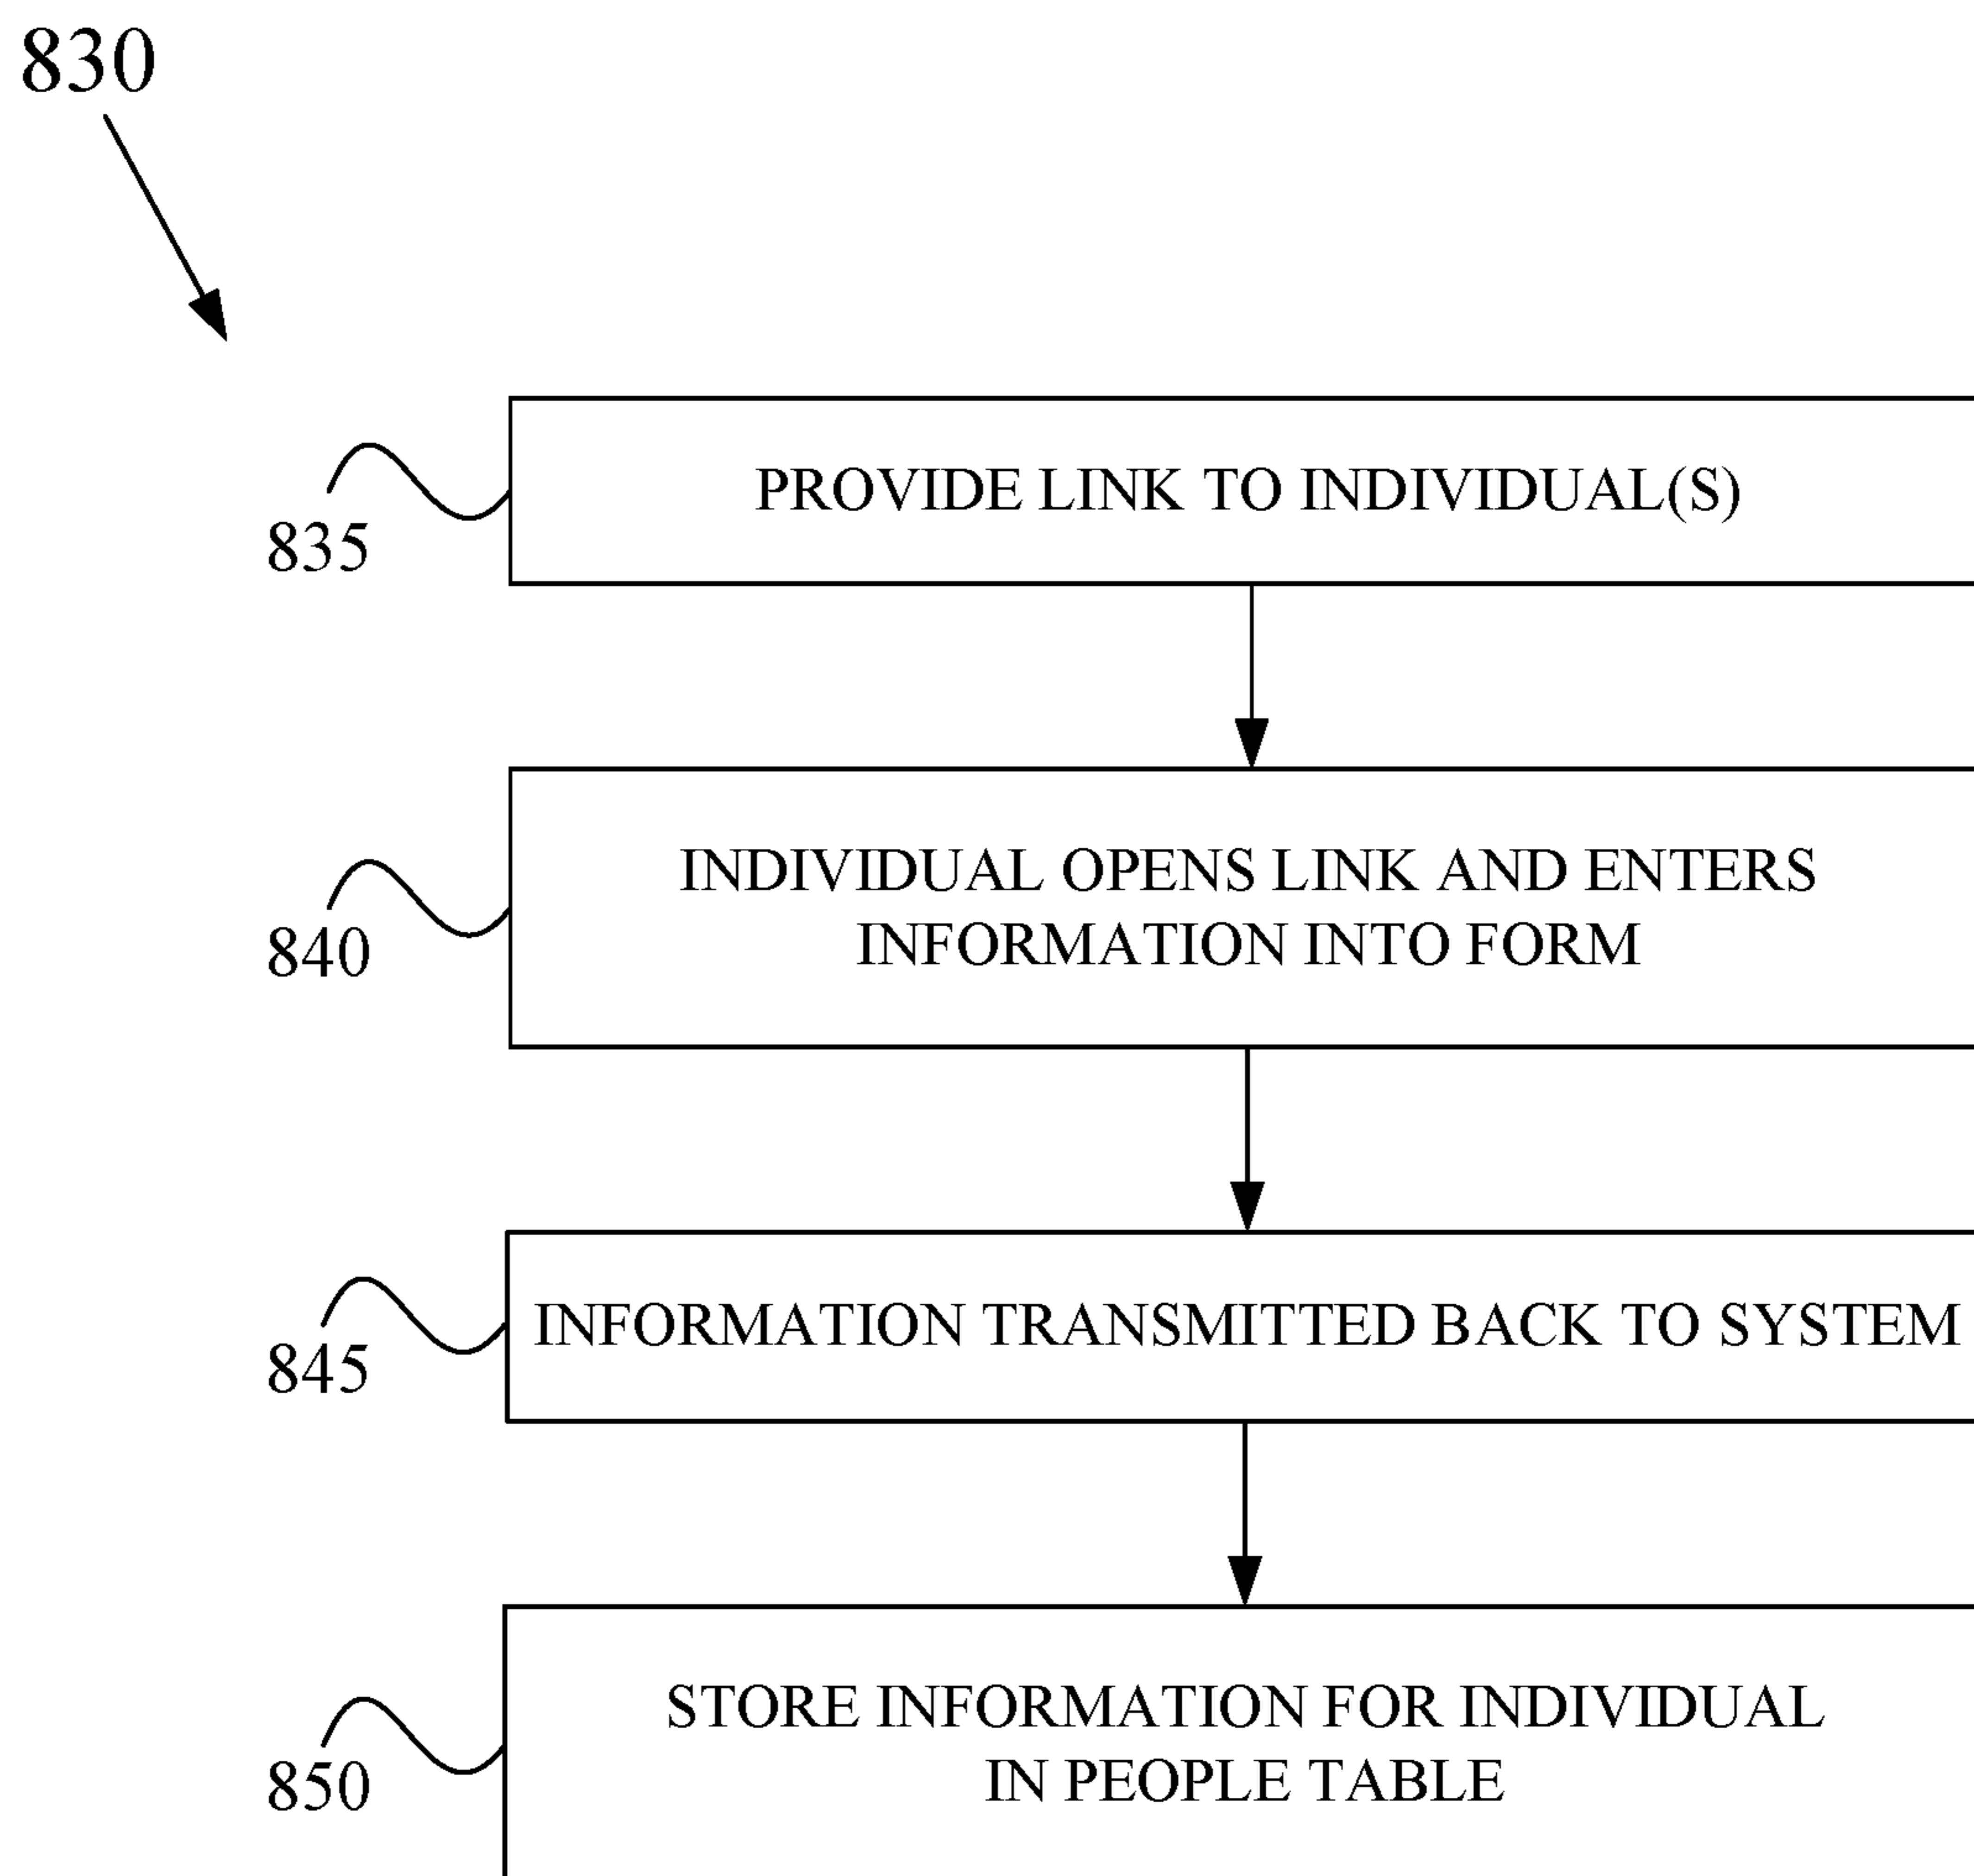 830
PROVIDE LINK TO INDIVIDUAL(S)
835
INDIVIDUAL OPENS LINK AND ENTERS
INFORMATION INTO FORM
840
INFORMATION TRANSMITTED BACK TO SYSTEM
845
STORE INFORMATION FOR INDIVIDUAL
IN PEOPLE TABLE
850